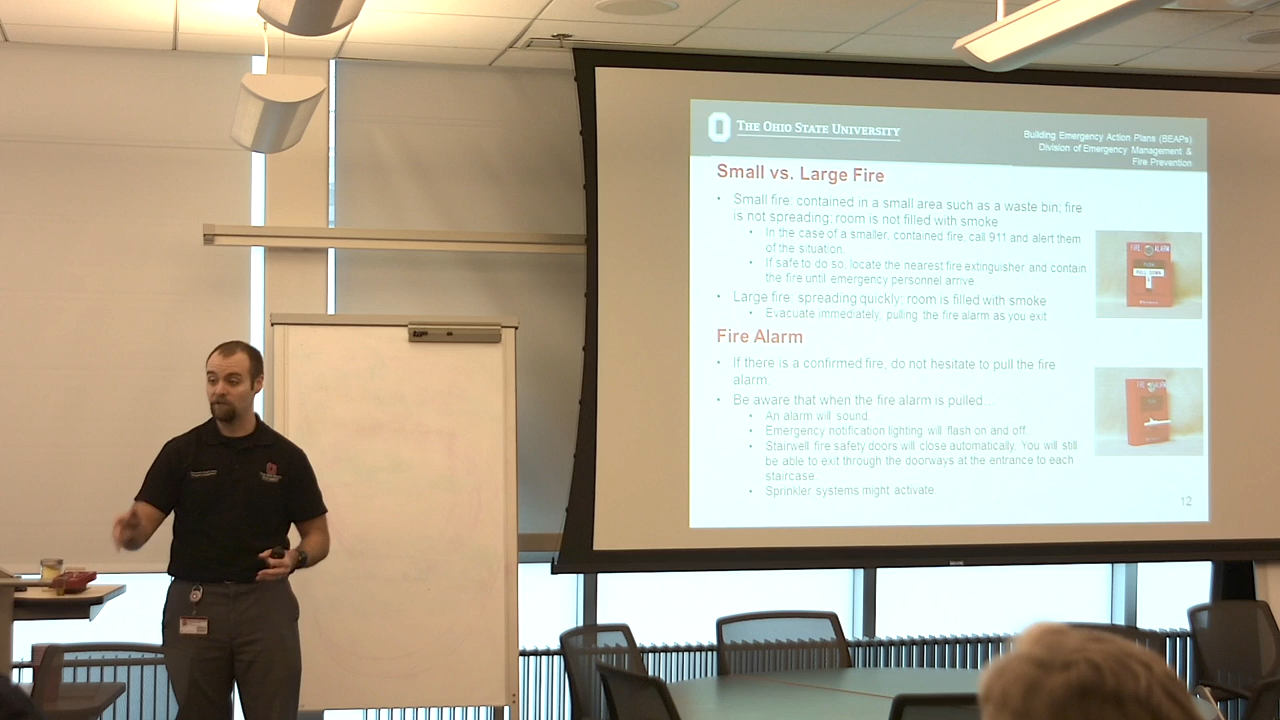 THE OHIO STATE UNIVERSITY
Building Emergency Action Plans (BEAPs)
Division of Emergency Management &
Fire Prevention
Small vs. Large Fire
• Small fire: contained in a small area such as a waste bin; fire
is not spreading; room is not filled with smoke
• In the case of a smaller, contained fire, call 911 and alert them
of the situation.
• If safe to do so, locate the nearest fire extinguisher and contain
the fire until emergency personnel arrive
• Large fire: spreading quickly; room is filled with smoke
• Evacuate immediately, pulling the fire alarm as you exit
Fire Alarm
• If there is a confirmed fire, do not hesitate to pull the fire
alarm.
• Be aware that when the fire alarm is pulled…
• An alarm will sound.
• Emergency notification lighting will flash on and off.
• Stairwell fire safety doors will close automatically. You will still
be able to exit through the doorways at the entrance to each
staircase.
• Sprinkler systems might activate.
FIRE ALARM
PUSH
PULL DOWN
FIRE ALARM
12